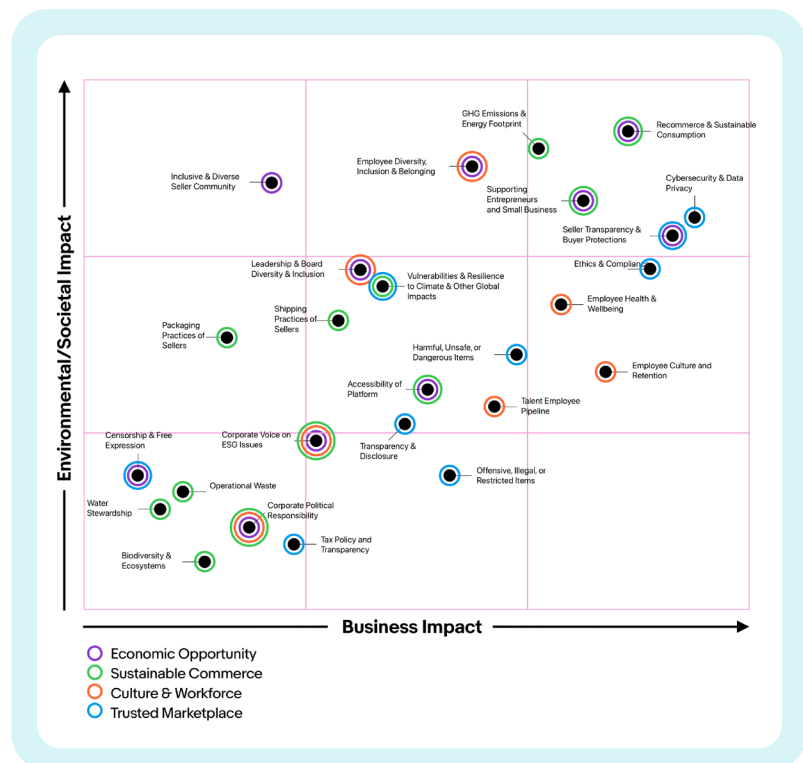 GHG Emissions &
Energy Footprint
Recommerce & Sustainable
Consumption
Employee Diversity,
Inclusion & Belonging
Inclusive & Diverse
Seller Community
Supporting
Entrepreneurs
and Small Business
Cybersecurity & Data
Privacy
Seller Transparency &
Buyer Protections
Leadership & Board
Diversity & Inclusion
Vulnerabilities & Resilience
to Climate & Other Global
Impacts
Ethics & Compliance
Employee Health &
Wellbeing
Shipping
Practices of
Sellers
Packaging
Practices of
Sellers
Harmful, Unsafe, or
Dangerous Items
Employee Culture and
Retention
Accessibility of
Platform
Talent Employee
Pipeline
Censorship & Free
Expression
Corporate Voice on
ESG Issues
Transparency &
Disclosure
Offensive, Illegal, or
Restricted Items
Operational Waste
Water
Stewardship
Corporate Political
Responsibility
Tax Policy and
Transparency
Biodiversity &
Ecosystems
Environmental/Societal Impact
Business Impact
Economic Opportunity
Sustainable Commerce
Culture & Workforce
Trusted Marketplace